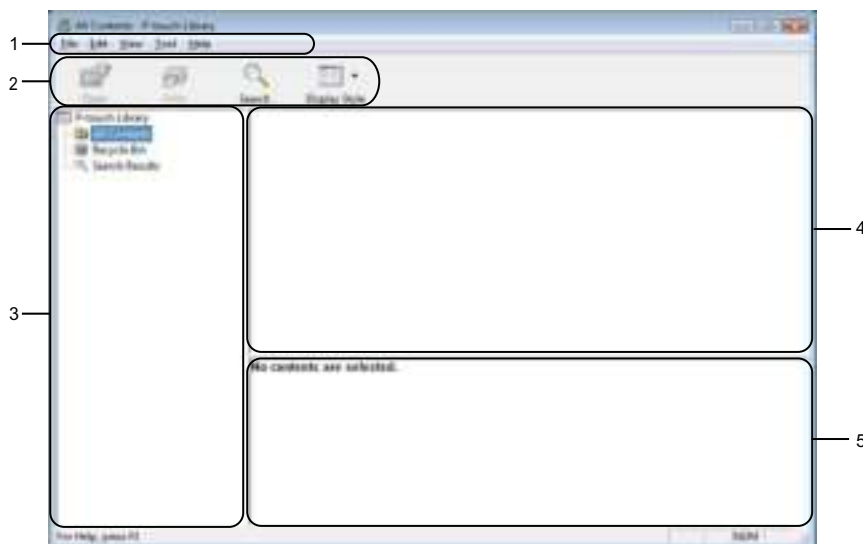 All Contents - P-touch Library
1
File Edit View Tool Help
2
Open Print Search Display Style
P-touch Library
All Contents
Recycle Bin
Search Results
4
3
No contents are selected.
5
For Help, press F1
NUM